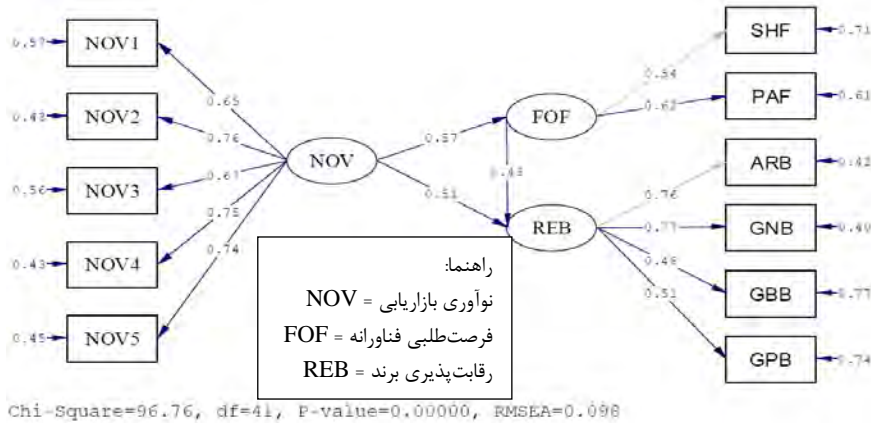 0.57 NOV1
0.42 NOV2
0.56 NOV3
0.43 NOV4
0.45 NOV5
0.65
0.76
0.61
0.75
0.74
NOV
0.57
0.51
FOF
REB
0.54
0.62
0.76
0.77
0.48
0.51
SHF 0.71
PAF 0.61
ARB 0.42
GNB 0.40
GBB 0.77
GPB 0.74
راهنما:
نوآوری بازاریابی = NOV
فرصت‌طلبی فناورانه = FOF
رقابت‌پذیری برند = REB
Chi-Square=96.76, df=41, P-value=0.00000, RMSEA=0.098